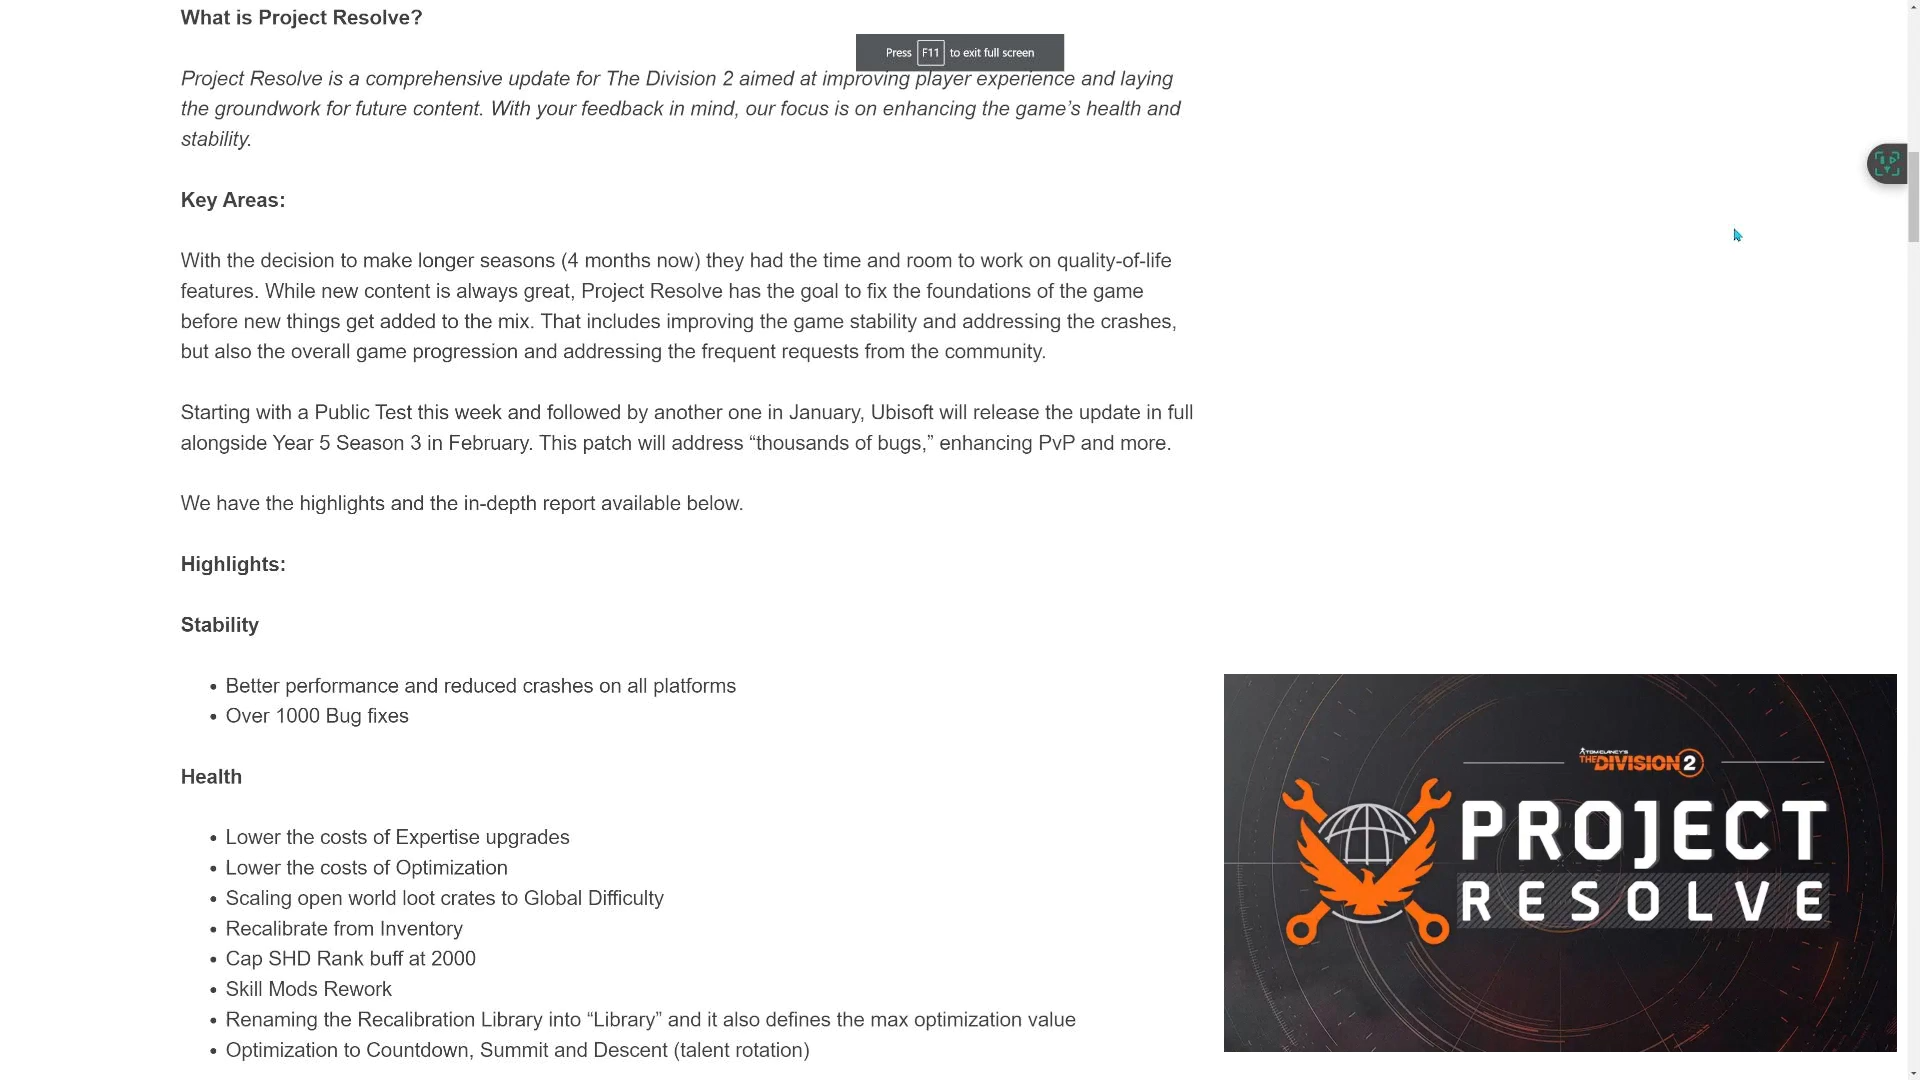 What is Project Resolve?
Press F11 to exit full screen
Project Resolve is a comprehensive update for The Division 2 aimed at improving player experience and laying
the groundwork for future content. With your feedback in mind, our focus is on enhancing the game’s health and
stability.
Key Areas:
With the decision to make longer seasons (4 months now) they had the time and room to work on quality-of-life
features. While new content is always great, Project Resolve has the goal to fix the foundations of the game
before new things get added to the mix. That includes improving the game stability and addressing the crashes,
but also the overall game progression and addressing the frequent requests from the community.
Starting with a Public Test this week and followed by another one in January, Ubisoft will release the update in full
alongside Year 5 Season 3 in February. This patch will address “thousands of bugs,” enhancing PvP and more.
We have the highlights and the in-depth report available below.
Highlights:
Stability
• Better performance and reduced crashes on all platforms
• Over 1000 Bug fixes
Health
• Lower the costs of Expertise upgrades
• Lower the costs of Optimization
• Scaling open world loot crates to Global Difficulty
• Recalibrate from Inventory
• Cap SHD Rank buff at 2000
• Skill Mods Rework
• Renaming the Recalibration Library into “Library” and it also defines the max optimization value
• Optimization to Countdown, Summit and Descent (talent rotation)
TOM CLANCY'S
THE DIVISION 2
PROJECT
RESOLVE